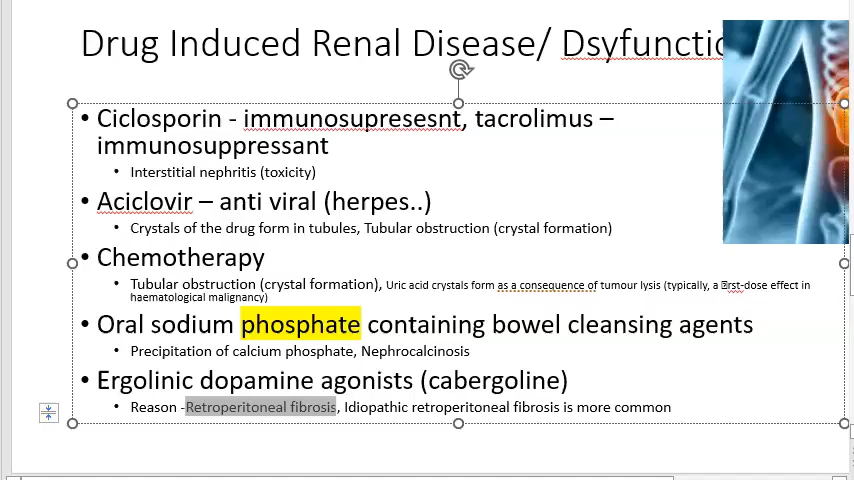 Drug Induced Renal Disease/ Dsyfunctio
• Ciclosporin - immunosupresesnt, tacrolimus –
immunosuppressant
• Interstitial nephritis (toxicity)
• Aciclovir – anti viral (herpes..)
• Crystals of the drug form in tubules, Tubular obstruction (crystal formation)
• Chemotherapy
• Tubular obstruction (crystal formation), Uric acid crystals form as a consequence of tumour lysis (typically, a rst-dose effect in
haematological malignancy)
• Oral sodium phosphate containing bowel cleansing agents
• Precipitation of calcium phosphate, Nephrocalcinosis
• Ergolinic dopamine agonists (cabergoline)
• Reason -Retroperitoneal fibrosis, Idiopathic retroperitoneal fibrosis is more common